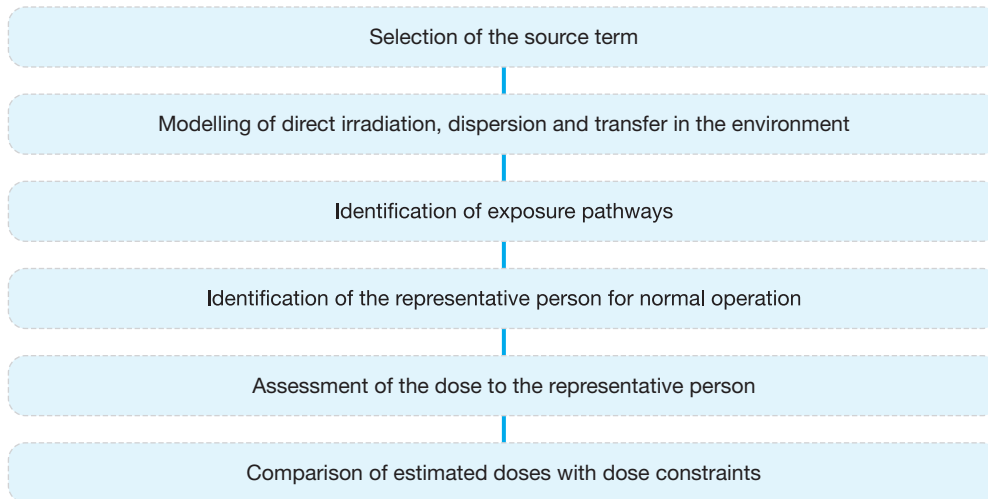 Selection of the source term
Modelling of direct irradiation, dispersion and transfer in the environment
Identification of exposure pathways
Identification of the representative person for normal operation
Assessment of the dose to the representative person
Comparison of estimated doses with dose constraints